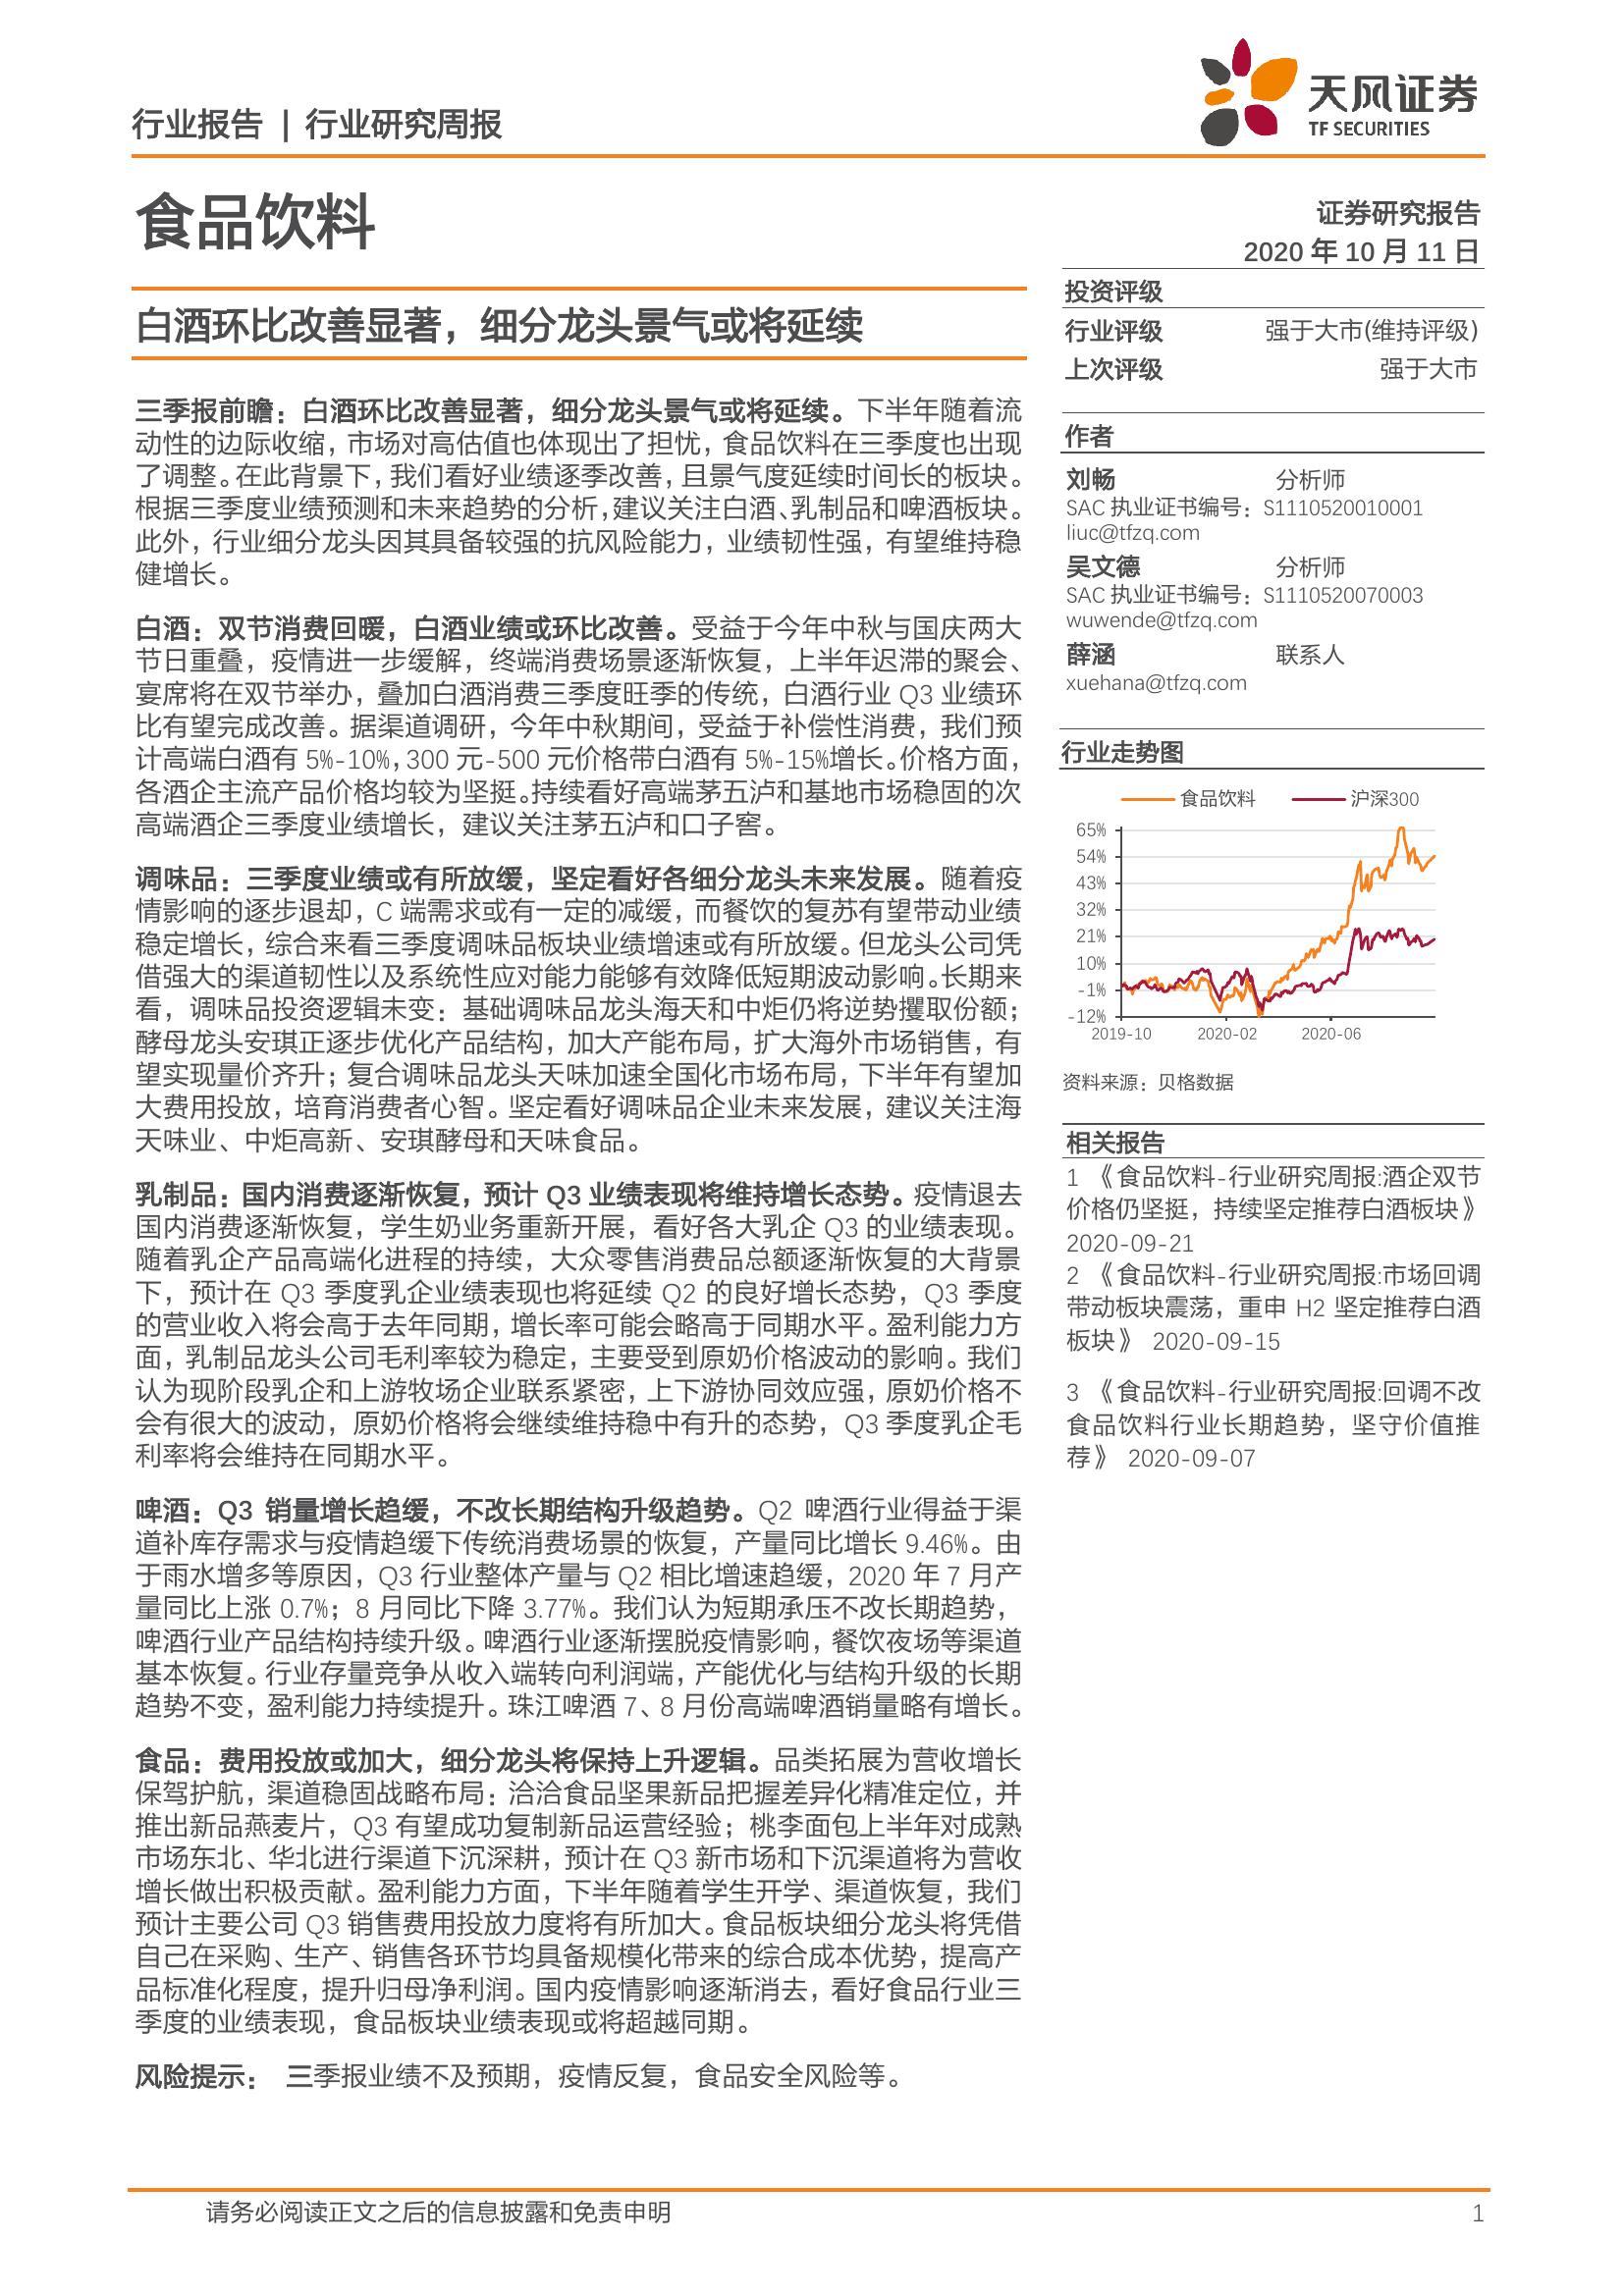 行业报告 | 行业研究周报
天风证券
TF SECURITIES
食品饮料
证券研究报告
2020 年 10 月 11 日
白酒环比改善显著，细分龙头景气或将延续
三季报前瞻：白酒环比改善显著，细分龙头景气或将延续。下半年随着流
动性的边际收缩，市场对高估值也体现出了担忧，食品饮料在三季度也出现
了调整。在此背景下，我们看好业绩逐季改善，且景气度延续时间长的板块。
根据三季度业绩预测和未来趋势的分析，建议关注白酒、乳制品和啤酒板块。
此外，行业细分龙头因其具备较强的抗风险能力，业绩韧性强，有望维持稳
健增长。
白酒：双节消费回暖，白酒业绩或环比改善。受益于今年中秋与国庆两大
节日重叠，疫情进一步缓解，终端消费场景逐渐恢复，上半年迟滞的聚会、
宴席将在双节举办，叠加白酒消费三季度旺季的传统，白酒行业 Q3 业绩环
比有望完成改善。据渠道调研，今年中秋期间，受益于补偿性消费，我们预
计高端白酒有 5%-10%，300 元-500 元价格带白酒有 5%-15%增长。价格方面，
各酒企主流产品价格均较为坚挺。持续看好高端茅五泸和基地市场稳固的次
高端酒企三季度业绩增长，建议关注茅五泸和口子窖。
调味品：三季度业绩或有所放缓，坚定看好各细分龙头未来发展。随着疫
情影响的逐步退却，C 端需求或有一定的减缓，而餐饮的复苏有望带动业绩
稳定增长，综合来看三季度调味品板块业绩增速或有所放缓。但龙头公司凭
借强大的渠道韧性以及系统性应对能力能够有效降低短期波动影响。长期来
看，调味品投资逻辑未变：基础调味品龙头海天和中炬仍将逆势攫取份额；
酵母龙头安琪正逐步优化产品结构，加大产能布局，扩大海外市场销售，有
望实现量价齐升；复合调味品龙头天味加速全国化市场布局，下半年有望加
大费用投放，培育消费者心智。坚定看好调味品企业未来发展，建议关注海
天味业、中炬高新、安琪酵母和天味食品。
乳制品：国内消费逐渐恢复，预计 Q3 业绩表现将维持增长态势。疫情退去
国内消费逐渐恢复，学生奶业务重新开展，看好各大乳企 Q3 的业绩表现。
随着乳企产品高端化进程的持续，大众零售消费品总额逐渐恢复的大背景
下，预计在 Q3 季度乳企业绩表现也将延续 Q2 的良好增长态势，Q3 季度
的营业收入将会高于去年同期，增长率可能会略高于同期水平。盈利能力方
面，乳制品龙头公司毛利率较为稳定，主要受到原奶价格波动的影响。我们
认为现阶段乳企和上游牧场企业联系紧密，上下游协同效应强，原奶价格不
会有很大的波动，原奶价格将会继续维持稳中有升的态势，Q3 季度乳企毛
利率将会维持在同期水平。
啤酒：Q3 销量增长趋缓，不改长期结构升级趋势。Q2 啤酒行业得益于渠
道补库存需求与疫情趋缓下传统消费场景的恢复，产量同比增长 9.46%。由
于雨水增多等原因，Q3 行业整体产量与 Q2 相比增速趋缓，2020 年 7 月产
量同比上涨 0.7%；8 月同比下降 3.77%。我们认为短期承压不改长期趋势，
啤酒行业产品结构持续升级。啤酒行业逐渐摆脱疫情影响，餐饮夜场等渠道
基本恢复。行业存量竞争从收入端转向利润端，产能优化与结构升级的长期
趋势不变，盈利能力持续提升。珠江啤酒 7、8 月份高端啤酒销量略有增长。
食品：费用投放或加大，细分龙头将保持上升逻辑。品类拓展为营收增长
保驾护航，渠道稳固战略布局：洽洽食品坚果新品把握差异化精准定位，并
推出新品燕麦片，Q3 有望成功复制新品运营经验；桃李面包上半年对成熟
市场东北、华北进行渠道下沉深耕，预计在 Q3 新市场和下沉渠道将为营收
增长做出积极贡献。盈利能力方面，下半年随着学生开学、渠道恢复，我们
预计主要公司 Q3 销售费用投放力度将有所加大。食品板块细分龙头将凭借
自己在采购、生产、销售各环节均具备规模化带来的综合成本优势，提高产
品标准化程度，提升归母净利润。国内疫情影响逐渐消去，看好食品行业三
季度的业绩表现，食品板块业绩表现或将超越同期。
风险提示： 三季报业绩不及预期，疫情反复，食品安全风险等。
投资评级
行业评级 强于大市(维持评级)
上次评级 强于大市
作者
刘畅 分析师
SAC 执业证书编号：S1110520010001
liuc@tfzq.com
吴文德 分析师
SAC 执业证书编号：S1110520070003
wuwende@tfzq.com
薛涵 联系人
xuehana@tfzq.com
行业走势图
食品饮料 沪深300
65%
54%
43%
32%
21%
10%
-1%
-12%
2019-10 2020-02 2020-06
资料来源：贝格数据
相关报告
1 《食品饮料-行业研究周报:酒企双节
价格仍坚挺，持续坚定推荐白酒板块》
2020-09-21
2 《食品饮料-行业研究周报:市场回调
带动板块震荡，重申 H2 坚定推荐白酒
板块》 2020-09-15
3 《食品饮料-行业研究周报:回调不改
食品饮料行业长期趋势，坚守价值推
荐》 2020-09-07
请务必阅读正文之后的信息披露和免责申明 1